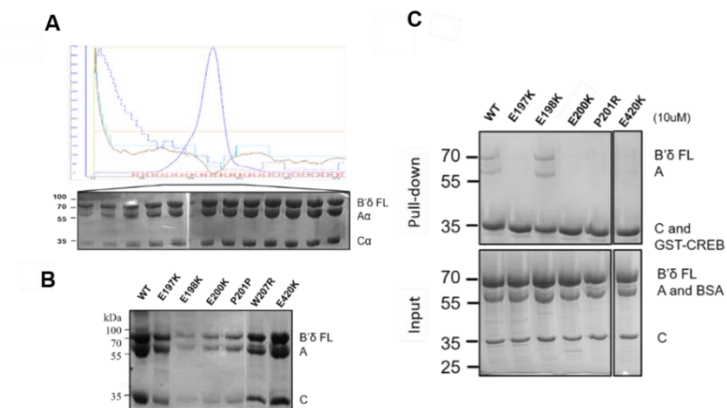 A
100
70
55
35
B'δ FL
Aα
Cα
B
WT
E197K
E198K
E200K
P201P
W207R
E420K
kDa
100
70
55
35
B'δ FL
A
C
C
WT
E197K
E198K
E200K
P201R
E420K
(10uM)
Pull-down
70
55
35
B'δ FL
A
C and
GST-CREB
Input
70
55
35
25
B'δ FL
A and BSA
C